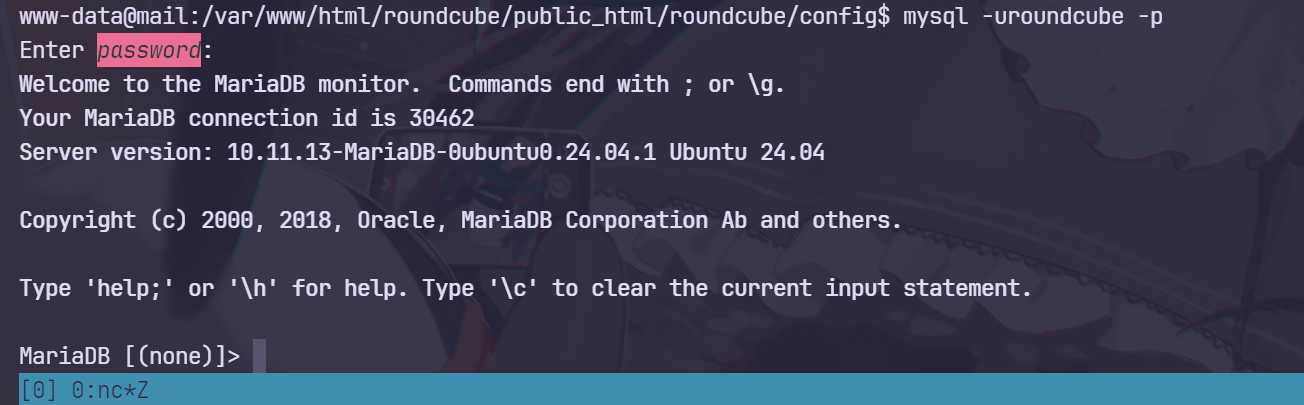 www-data@mail:/var/www/html/roundcube/public_html/roundcube/config$ mysql -uroundcube -p
Enter password:
Welcome to the MariaDB monitor.  Commands end with ; or \g.
Your MariaDB connection id is 30462
Server version: 10.11.13-MariaDB-0ubuntu0.24.04.1 Ubuntu 24.04

Copyright (c) 2000, 2018, Oracle, MariaDB Corporation Ab and others.

Type 'help;' or '\h' for help. Type '\c' to clear the current input statement.

MariaDB [(none)]>
[0] 0:nc*Z